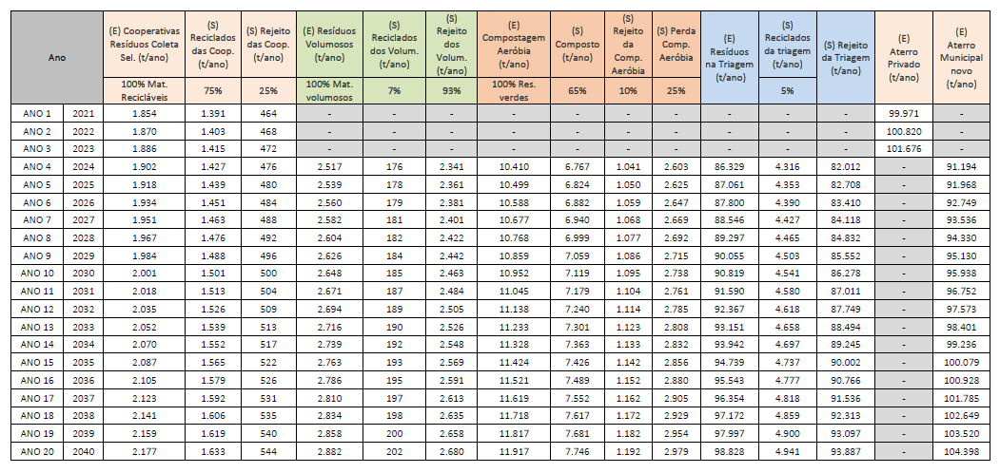 Ano | (E) Cooperativas Resíduos Coleta Sel. (t/ano) | (S) Reciclados das Coop. (t/ano) | (S) Rejeito das Coop. (t/ano) | (E) Resíduos Volumosos (t/ano) | (S) Reciclados dos Volum. (t/ano) | (S) Rejeito dos Volum. (t/ano) | (E) Compostagem Aeróbia (t/ano) | (S) Composto (t/ano) | (S) Rejeito da Comp. Aeróbia | (S) Perda Comp. Aeróbia | (E) Resíduos na Triagem (t/ano) | (S) Reciclados da triagem (t/ano) | (S) Rejeito da Triagem (t/ano) | (E) Aterro Privado (t/ano) | (E) Aterro Municipal novo (t/ano)
100% Mat. Recicláveis | 75% | 25% | 100% Mat. volumosos | 7% | 93% | 100% Res. verdes | 65% | 10% | 25% | 5%
ANO 1 2021 1.854 1.391 464 - - - - - - - - - - 99.971
ANO 2 2022 1.870 1.403 468 - - - - - - - - - - 100.820
ANO 3 2023 1.886 1.415 472 - - - - - - - - - - 101.676
ANO 4 2024 1.902 1.427 476 2.517 176 2.341 10.410 6.767 1.041 2.603 86.329 4.316 82.012 - 91.194
ANO 5 2025 1.918 1.439 480 2.539 178 2.361 10.499 6.824 1.050 2.625 87.061 4.353 82.708 - 91.968
ANO 6 2026 1.934 1.451 484 2.560 179 2.381 10.588 6.882 1.059 2.647 87.800 4.390 83.410 - 92.749
ANO 7 2027 1.951 1.463 488 2.582 181 2.401 10.677 6.940 1.068 2.669 88.546 4.427 84.118 - 93.536
ANO 8 2028 1.967 1.476 492 2.604 182 2.422 10.768 6.999 1.077 2.692 89.297 4.465 84.832 - 94.330
ANO 9 2029 1.984 1.488 496 2.626 184 2.442 10.859 7.059 1.086 2.715 90.055 4.503 85.552 - 95.130
ANO 10 2030 2.001 1.501 500 2.648 185 2.463 10.952 7.119 1.095 2.738 90.819 4.541 86.278 - 95.938
ANO 11 2031 2.018 1.513 504 2.671 187 2.484 11.045 7.179 1.104 2.761 91.590 4.580 87.011 - 96.752
ANO 12 2032 2.035 1.526 509 2.694 189 2.505 11.138 7.240 1.114 2.785 92.367 4.618 87.749 - 97.573
ANO 13 2033 2.052 1.539 513 2.716 190 2.526 11.233 7.301 1.123 2.808 93.151 4.658 88.494 - 98.401
ANO 14 2034 2.070 1.552 517 2.739 192 2.548 11.328 7.363 1.133 2.832 93.942 4.697 89.245 - 99.236
ANO 15 2035 2.087 1.565 522 2.763 193 2.569 11.424 7.426 1.142 2.856 94.739 4.737 90.002 - 100.079
ANO 16 2036 2.105 1.579 526 2.786 195 2.591 11.521 7.489 1.152 2.880 95.543 4.777 90.766 - 100.928
ANO 17 2037 2.123 1.592 531 2.810 197 2.613 11.619 7.552 1.162 2.905 96.354 4.818 91.536 - 101.785
ANO 18 2038 2.141 1.606 535 2.834 198 2.635 11.718 7.617 1.172 2.929 97.172 4.859 92.313 - 102.649
ANO 19 2039 2.159 1.619 540 2.858 200 2.658 11.817 7.681 1.182 2.954 97.997 4.900 93.097 - 103.520
ANO 20 2040 2.177 1.633 544 2.882 202 2.680 11.917 7.746 1.192 2.979 98.828 4.941 93.887 - 104.398